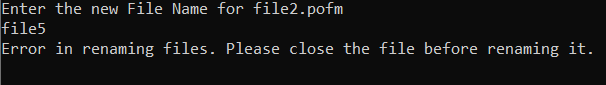 Enter the new File Name for file2.pofm
file5
Error in renaming files. Please close the file before renaming it.